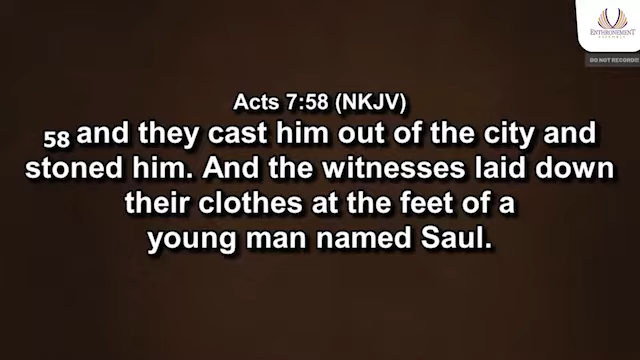 ENTHRONEMENT
ASSEMBLY
DO NOT RECORD!
Acts 7:58 (NKJV)
58 and they cast him out of the city and
stoned him. And the witnesses laid down
their clothes at the feet of a
young man named Saul.